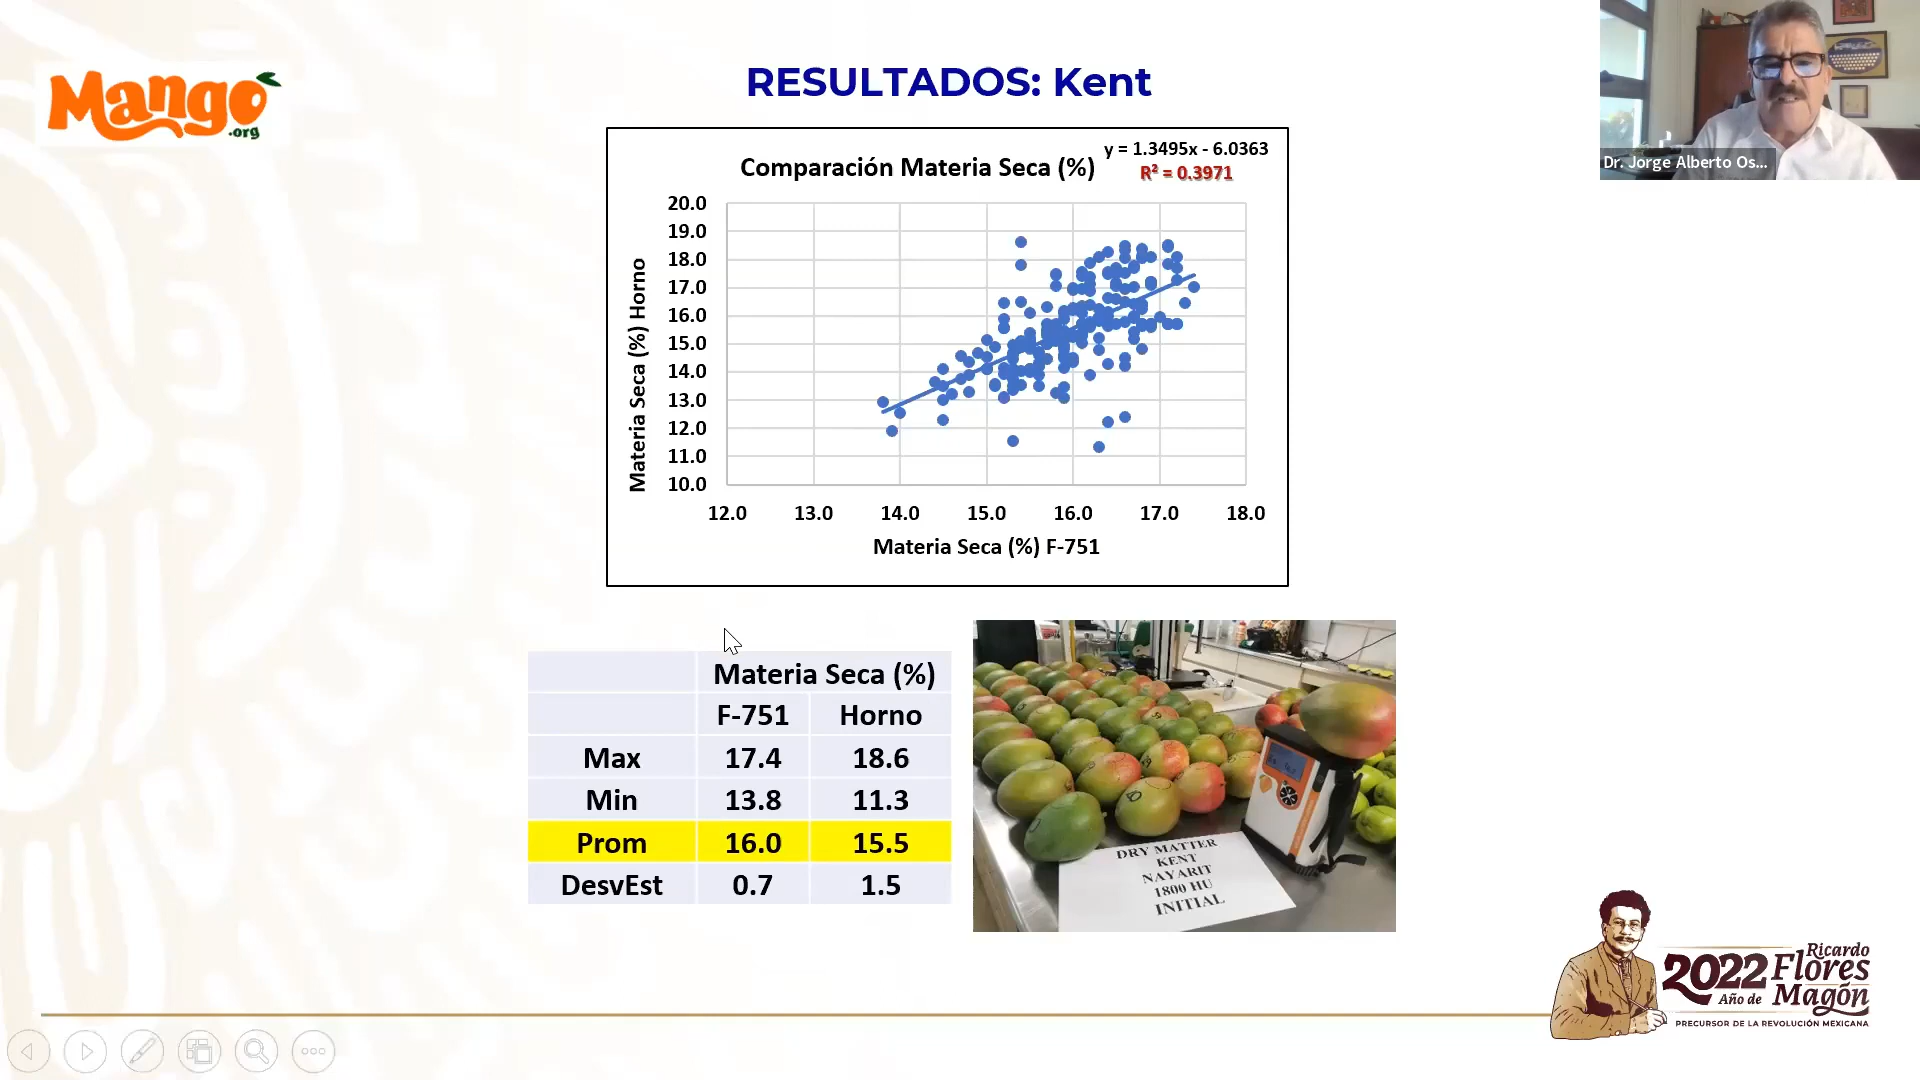 Mango
.org
RESULTADOS: Kent
Dr. Jorge Alberto Os...
Comparación Materia Seca (%)
y = 1.3495x - 6.0363
R² = 0.3971
Materia Seca (%) Horno
20.0
19.0
18.0
17.0
16.0
15.0
14.0
13.0
12.0
11.0
10.0
12.0 13.0 14.0 15.0 16.0 17.0 18.0
Materia Seca (%) F-751
Materia Seca (%)
F-751 Horno
Max 17.4 18.6
Min 13.8 11.3
Prom 16.0 15.5
DesvEst 0.7 1.5
DRY MATTER
KENT
NAYARIT
1800 HU
INITIAL
2022 Ricardo
Flores
Año de Magón
PRECURSOR DE LA REVOLUCIÓN MEXICANA